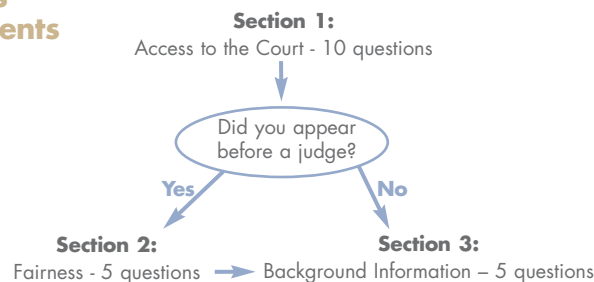 ents
Section 1:
Access to the Court - 10 questions
Did you appear
before a judge?
Yes
No
Section 2:
Fairness - 5 questions
Section 3:
Background Information – 5 questions